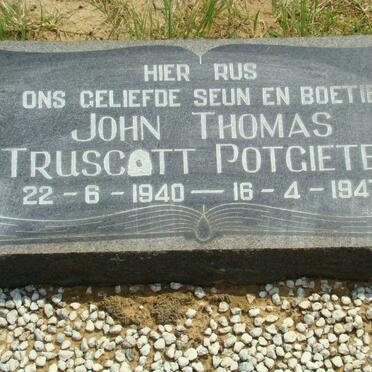 HIER RUS
ONS GELIEFDE SEUN EN BOETIE
JOHN THOMAS
TRUSCOTT POTGIETE
22-6-1940 — 16-4-194